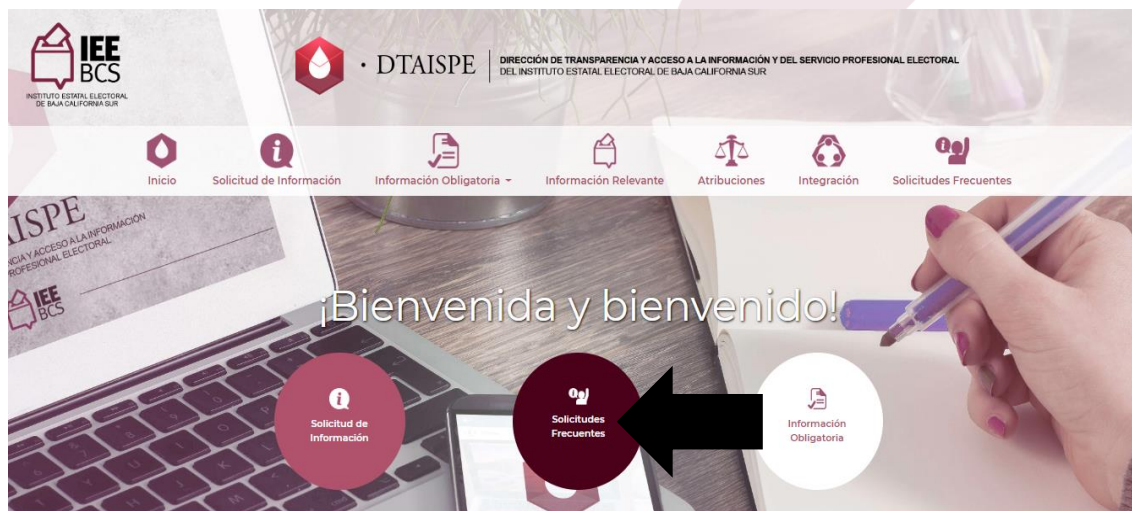 IEE
BCS
INSTITUTO ESTATAL ELECTORAL
DE BAJA CALIFORNIA SUR
· DTAISPE
DIRECCIÓN DE TRANSPARENCIA Y ACCESO A LA INFORMACIÓN Y DEL SERVICIO PROFESIONAL ELECTORAL
DEL INSTITUTO ESTATAL ELECTORAL DE BAJA CALIFORNIA SUR
Inicio
Solicitud de Información
Información Obligatoria
Información Relevante
Atribuciones
Integración
Solicitudes Frecuentes
AISPE
NCIA Y ACCESO A LA INFORMACIÓN
PROFESIONAL ELECTORAL
IEE
BCS
¡Bienvenida y bienvenido!
Solicitud de
Información
Solicitudes
Frecuentes
Información
Obligatoria